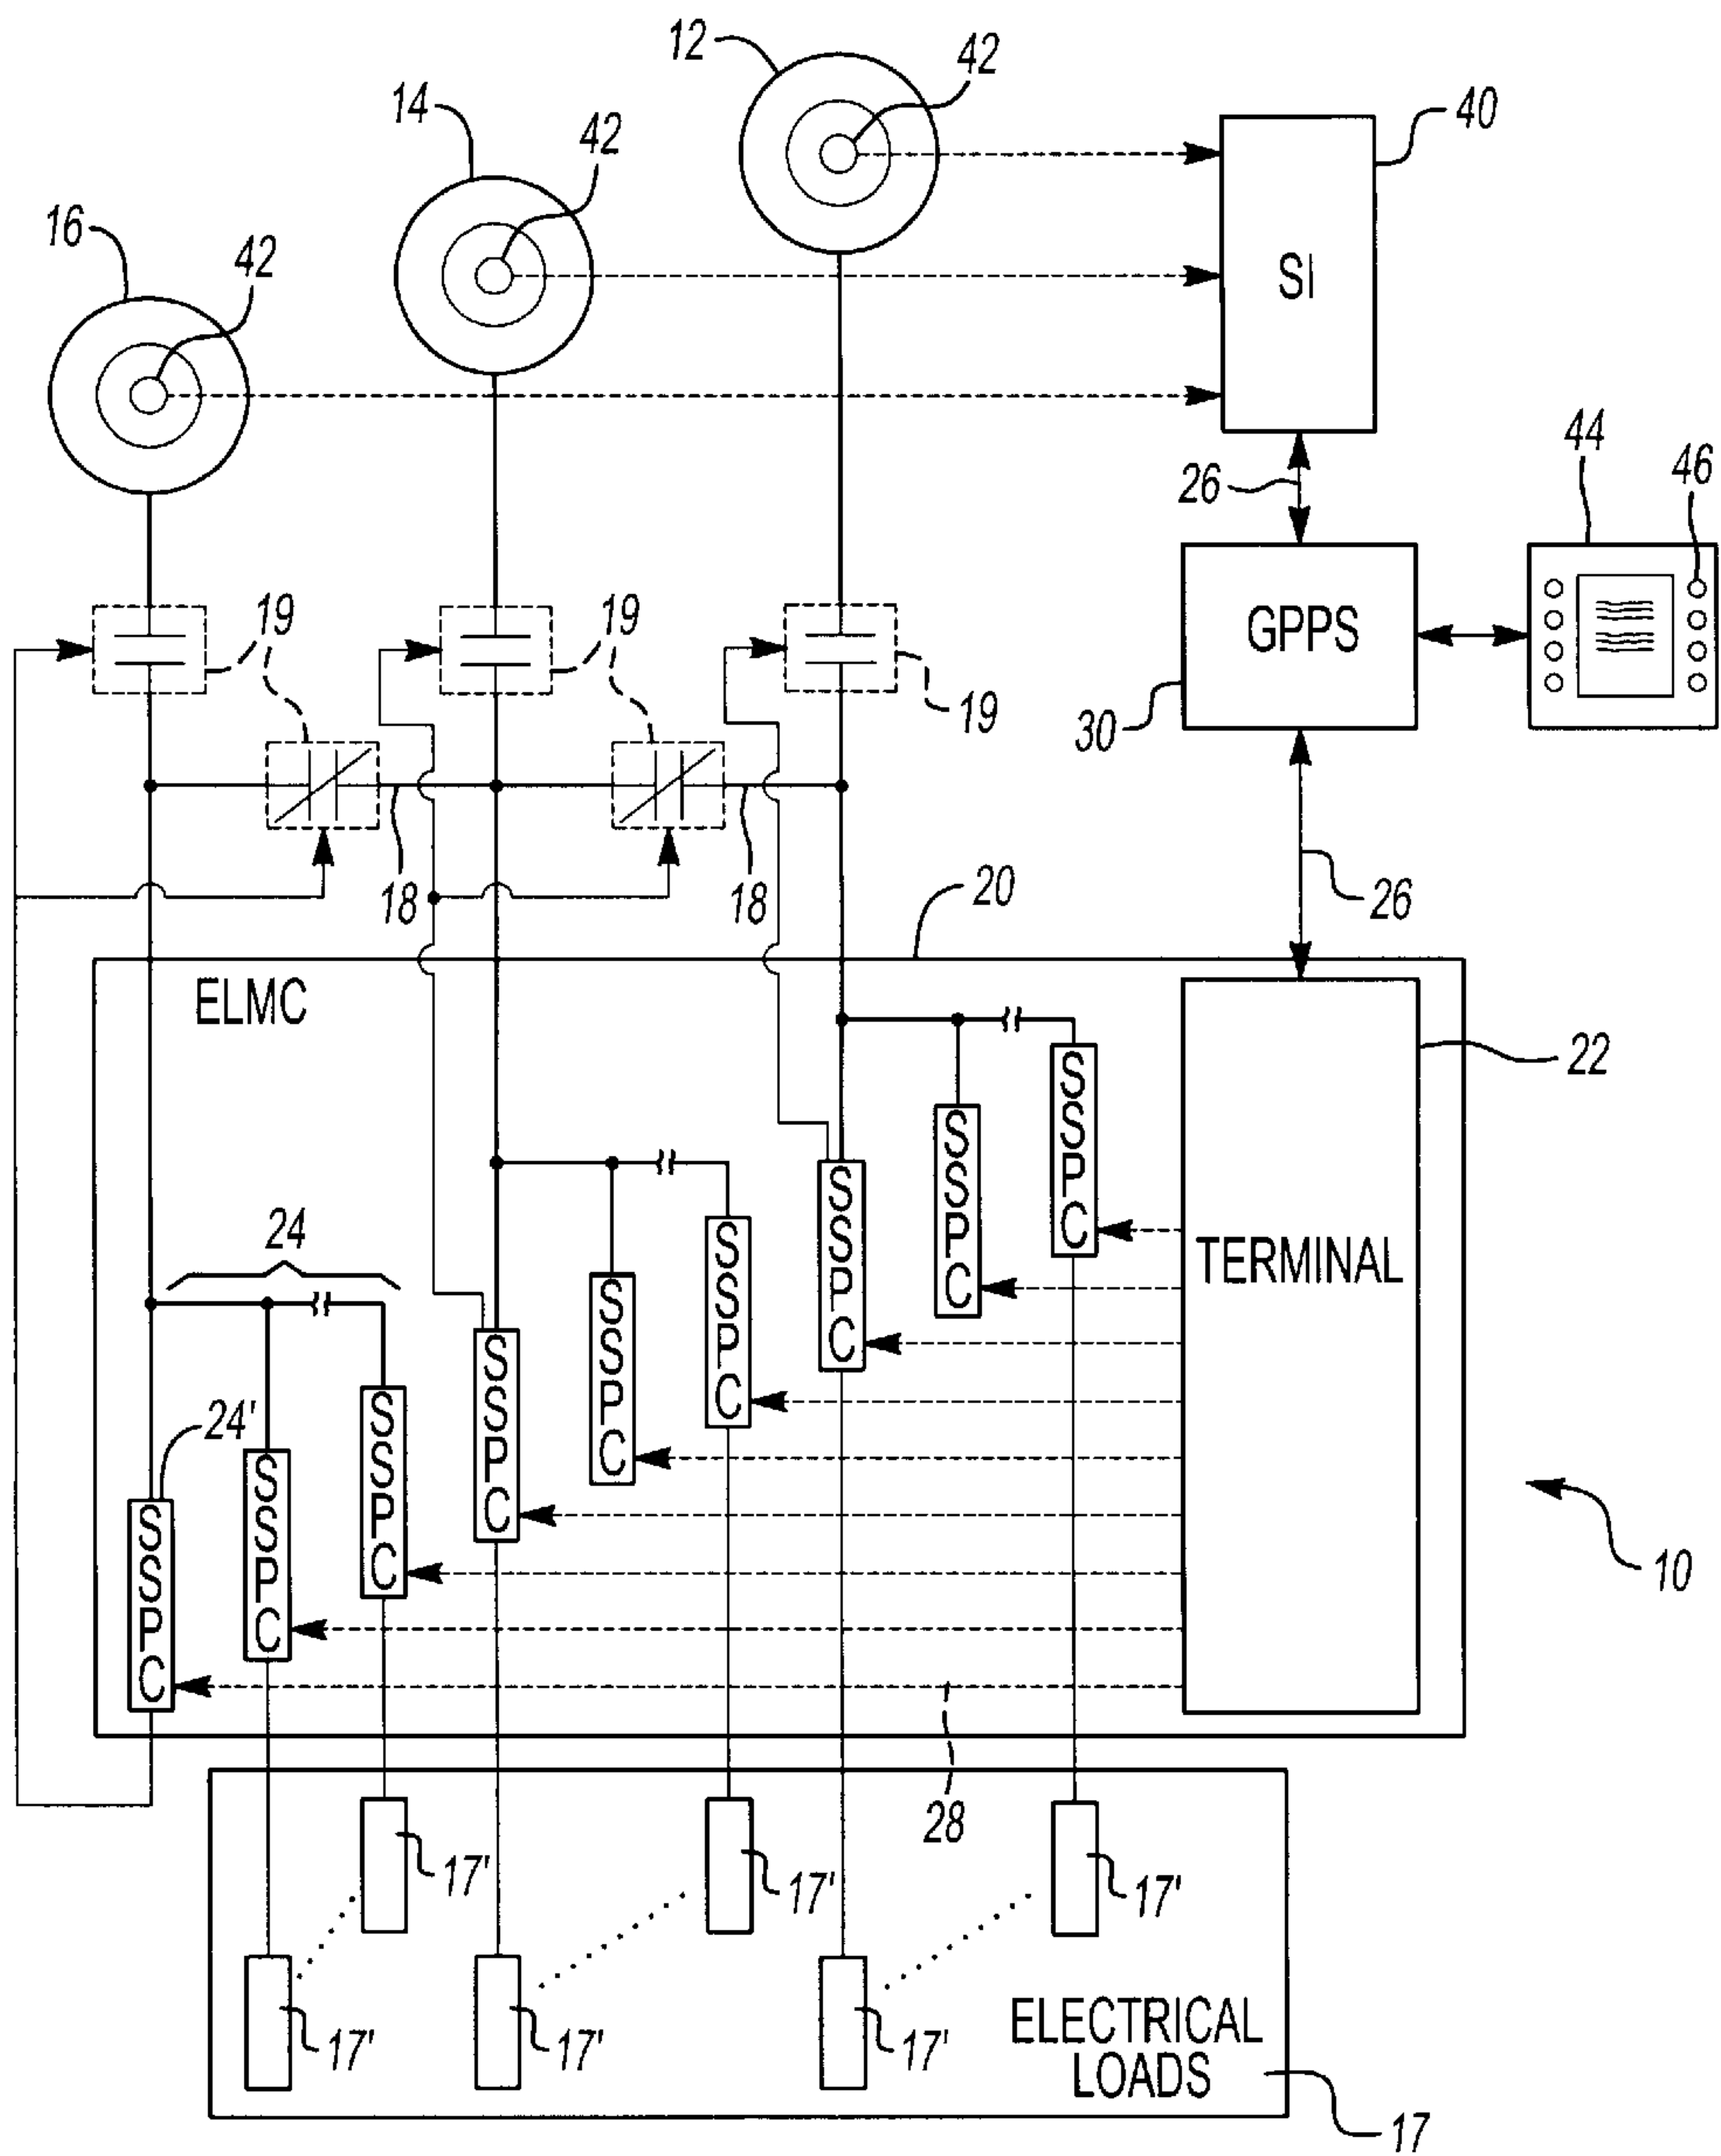 12
42
14
42
40
16
42
SI
44
46
26
19
19
GPPS
19
30
18
18
20
26
ELMC
22
SSPC
SSPC
SSPC
TERMINAL
24
SSPC
SSPC
SSPC
24'
SSPC
SSPC
SSPC
10
28
17'
17'
17'
17'
17'
17'
ELECTRICAL
LOADS
17